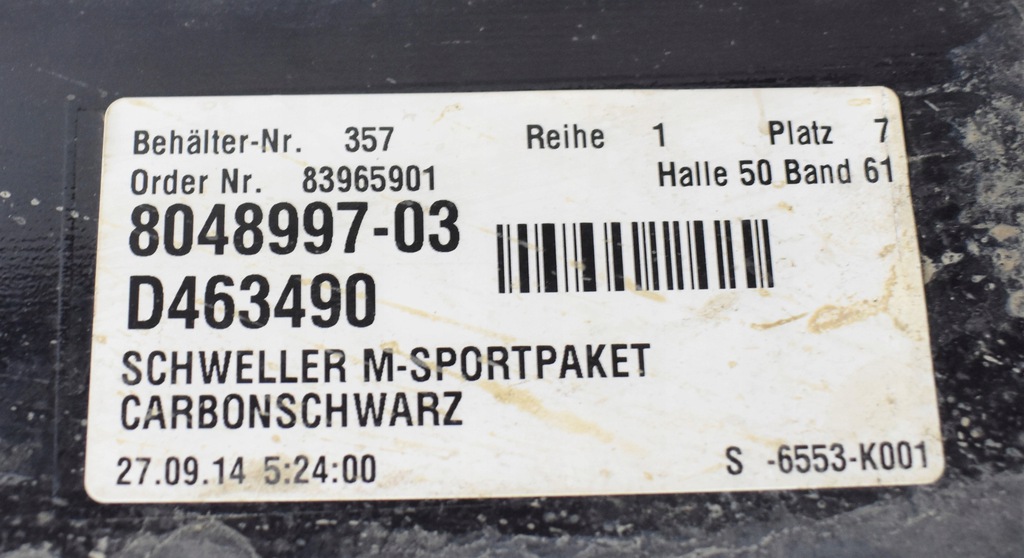 Behälter-Nr. 357 Reihe 1 Platz 7
Order Nr. 83965901 Halle 50 Band 61
8048997-03
D463490
SCHWELLER M-SPORTPAKET
CARBONSCHWARZ
27.09.14 5:24:00 S -6553-K001